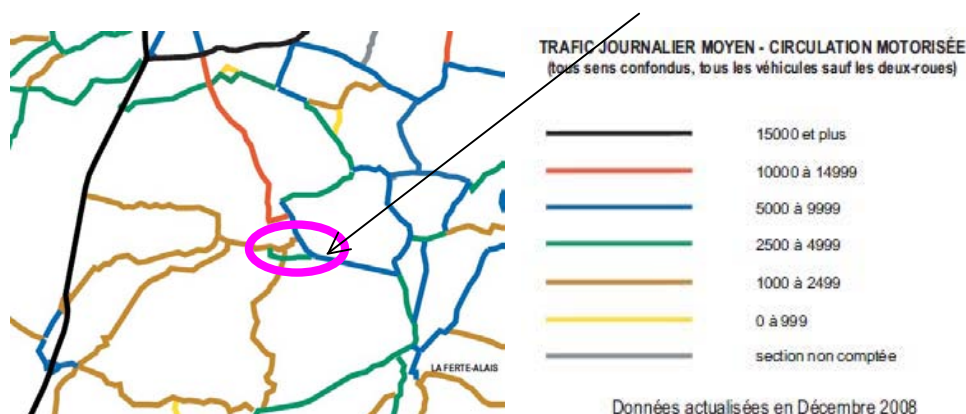 TRAFIC JOURNALIER MOYEN - CIRCULATION MOTORISÉE
(tous sens confondus, tous les véhicules sauf les deux-roues)
15000 et plus
10000 à 14999
5000 à 9999
2500 à 4999
1000 à 2499
0 à 999
section non comptée
LA FERTE-ALAIS
Données actualisées en Décembre 2008